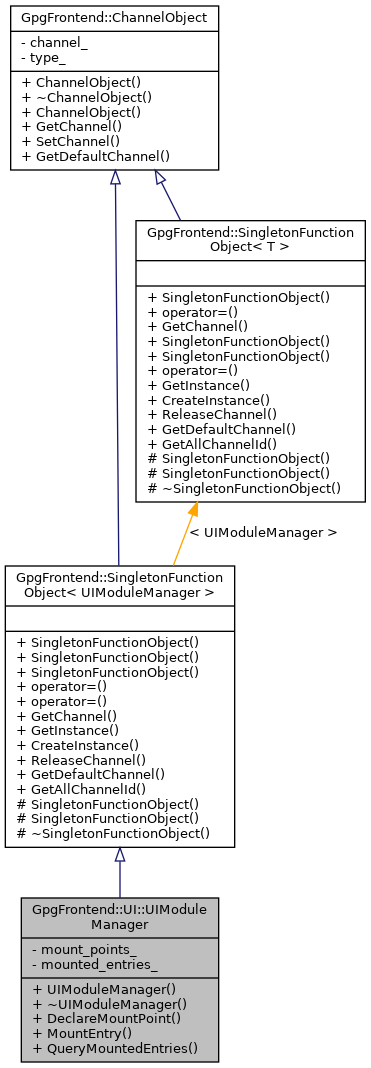 GpgFrontend::ChannelObject
- channel_
- type_
+ ChannelObject()
+ ~ChannelObject()
+ ChannelObject()
+ GetChannel()
+ SetChannel()
+ GetDefaultChannel()
GpgFrontend::SingletonFunction
Object< T >
+ SingletonFunctionObject()
+ operator=()
+ GetChannel()
+ SingletonFunctionObject()
+ SingletonFunctionObject()
+ operator=()
+ GetInstance()
+ CreateInstance()
+ ReleaseChannel()
+ GetDefaultChannel()
+ GetAllChannelId()
# SingletonFunctionObject()
# SingletonFunctionObject()
# ~SingletonFunctionObject()
< UIModuleManager >
GpgFrontend::SingletonFunction
Object< UIModuleManager >
+ SingletonFunctionObject()
+ SingletonFunctionObject()
+ SingletonFunctionObject()
+ operator=()
+ operator=()
+ GetChannel()
+ GetInstance()
+ CreateInstance()
+ ReleaseChannel()
+ GetDefaultChannel()
+ GetAllChannelId()
# SingletonFunctionObject()
# SingletonFunctionObject()
# ~SingletonFunctionObject()
GpgFrontend::UI::UIModule
Manager
- mount_points_
- mounted_entries_
+ UIModuleManager()
+ ~UIModuleManager()
+ DeclareMountPoint()
+ MountEntry()
+ QueryMountedEntries()